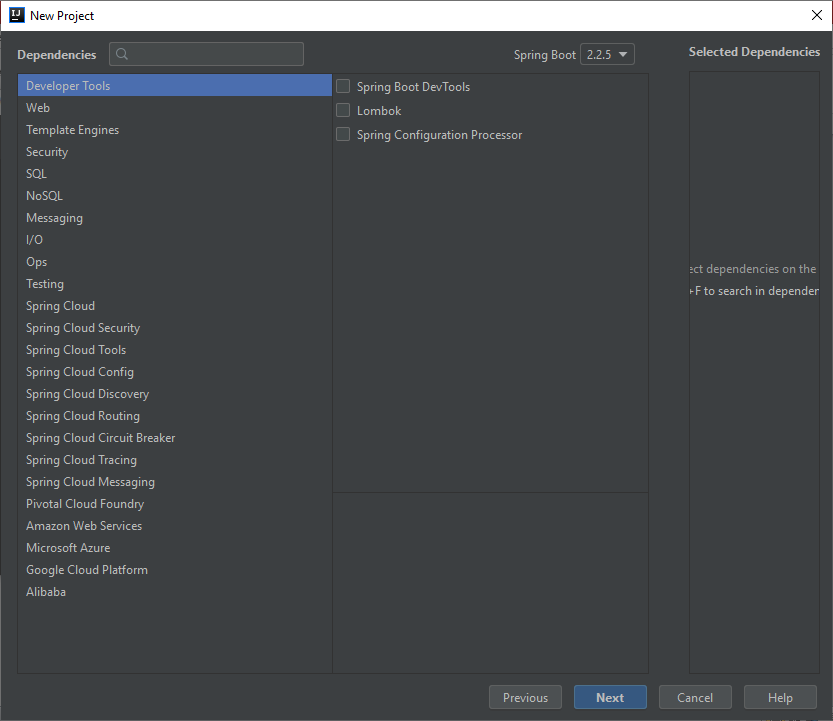 New Project
Dependencies
Spring Boot 2.2.5
Selected Dependencies
Developer Tools
Web
Template Engines
Security
SQL
NoSQL
Messaging
I/O
Ops
Testing
Spring Cloud
Spring Cloud Security
Spring Cloud Tools
Spring Cloud Config
Spring Cloud Discovery
Spring Cloud Routing
Spring Cloud Circuit Breaker
Spring Cloud Tracing
Spring Cloud Messaging
Pivotal Cloud Foundry
Amazon Web Services
Microsoft Azure
Google Cloud Platform
Alibaba
Spring Boot DevTools
Lombok
Spring Configuration Processor
ect dependencies on the
+F to search in depender
Previous
Next
Cancel
Help